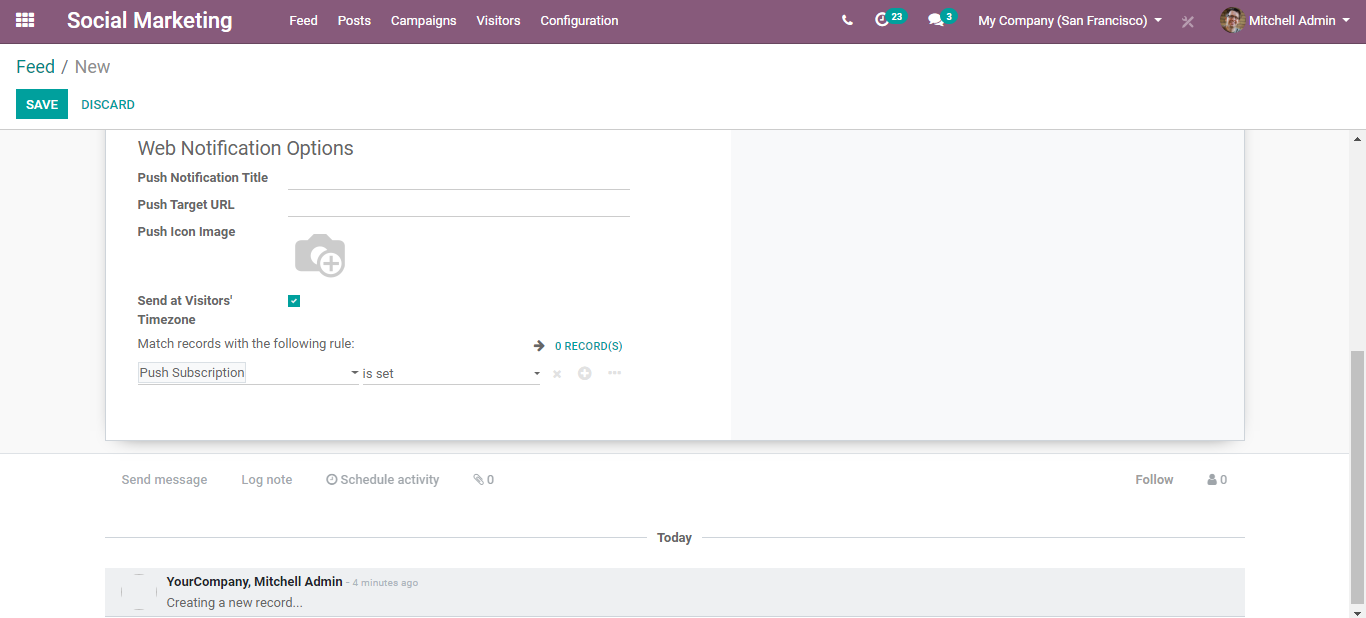 Social Marketing Feed Posts Campaigns Visitors Configuration 23 3 My Company (San Francisco) Mitchell Admin
Feed / New
SAVE DISCARD
Web Notification Options
Push Notification Title
Push Target URL
Push Icon Image
Send at Visitors'
Timezone
Match records with the following rule: 0 RECORD(S)
Push Subscription is set
Send message Log note Schedule activity 0 Follow 0
Today
YourCompany, Mitchell Admin - 4 minutes ago
Creating a new record...